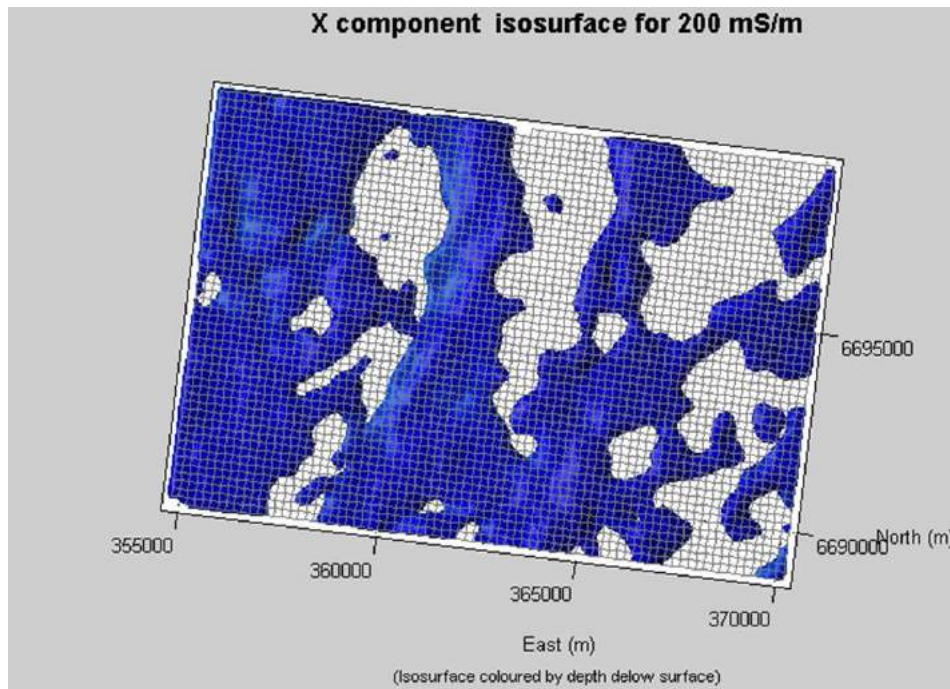 X component isosurface for 200 mS/m
6695000
6690000
North (m)
355000
360000
365000
370000
East (m)
(Isosurface coloured by depth delow surface)